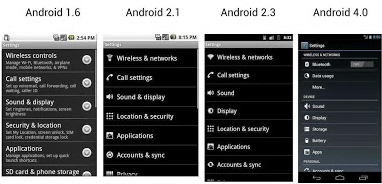 Android 1.6
2:54 PM
Settings
Wireless controls
Manage Wi-Fi, Bluetooth, airplane
mode, mobile networks, & VPNs
Call settings
Set up voicemail, call forwarding, call
waiting, caller ID
Sound & display
Set ringtones, notifications, screen
brightness
Security & location
Set My Location, screen unlock, SIM
card lock, credential storage lock
Applications
Manage applications, set up quick
launch shortcuts
SD card & phone storage
Android 2.1
8:15 PM
Settings
Wireless & networks
Call settings
Sound & display
Location & security
Applications
Accounts & sync
Privacy
Android 2.3
Settings
Wireless & networks
Call settings
Sound
Display
Location & security
Applications
Accounts & sync
Android 4.0
Settings
WIRELESS & NETWORKS
Bluetooth
Data usage
More...
DEVICE
Sound
Display
Storage
Battery
Apps
PERSONAL